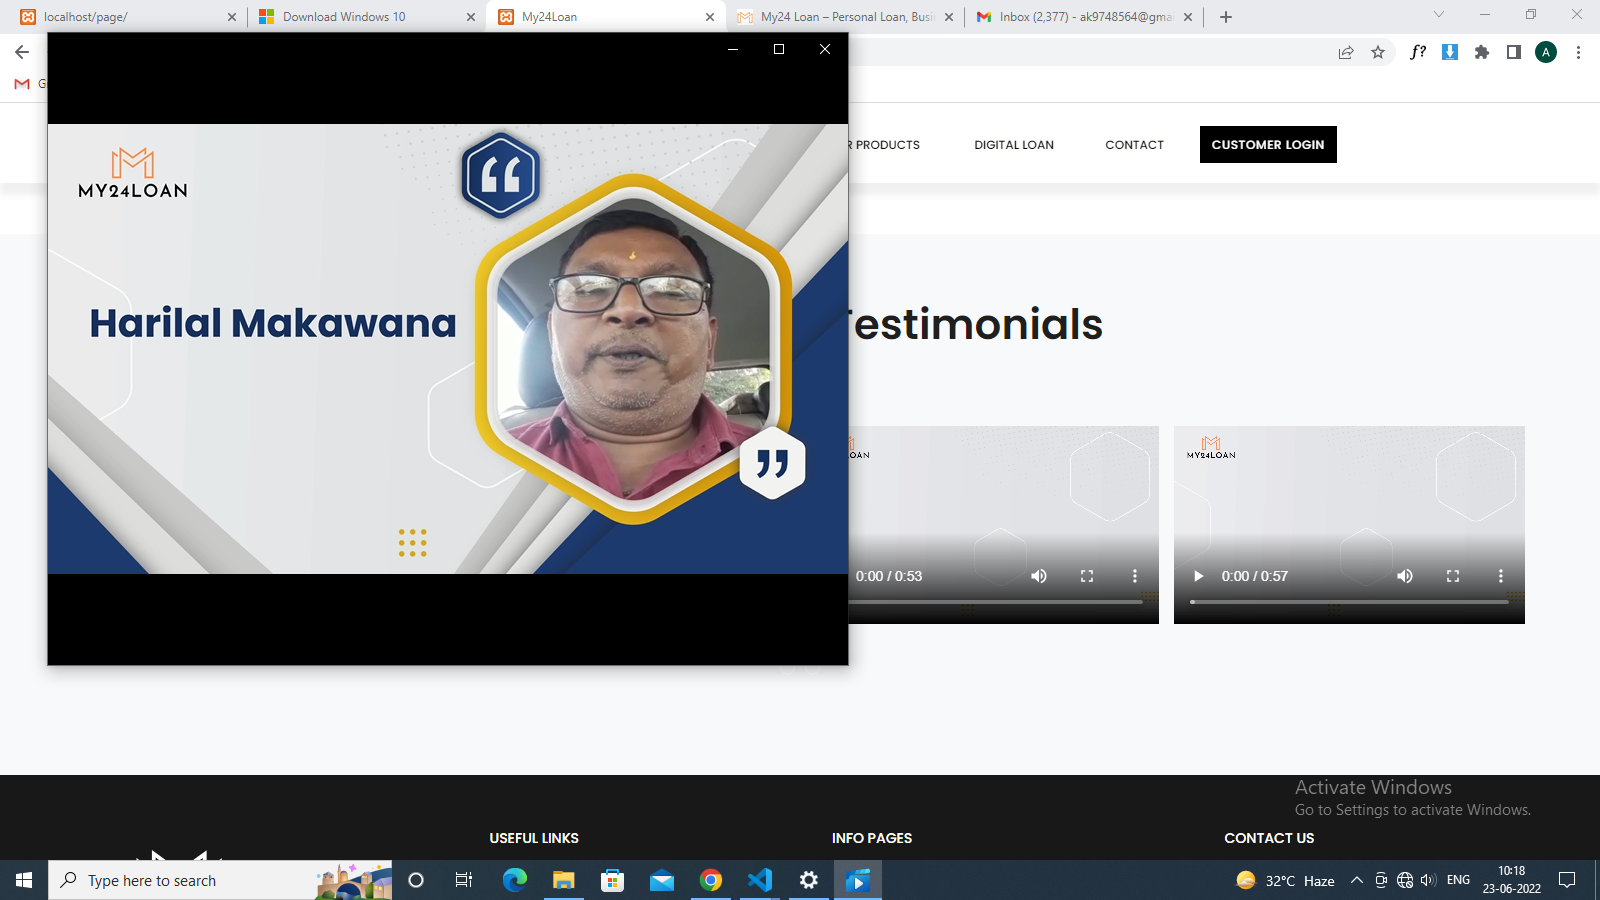 localhost/page/
Download Windows 10
My24Loan
My24 Loan – Personal Loan, Busi
Inbox (2,377) - ak9748564@gma
f?
A
G
R PRODUCTS
DIGITAL LOAN
CONTACT
CUSTOMER LOGIN
MY24LOAN
Harilal Makawana
Testimonials
MY24LOAN
0:00 / 0:53
0:00 / 0:57
Activate Windows
Go to Settings to activate Windows.
USEFUL LINKS
INFO PAGES
CONTACT US
Type here to search
32°C Haze
ENG
10:18
23-06-2022